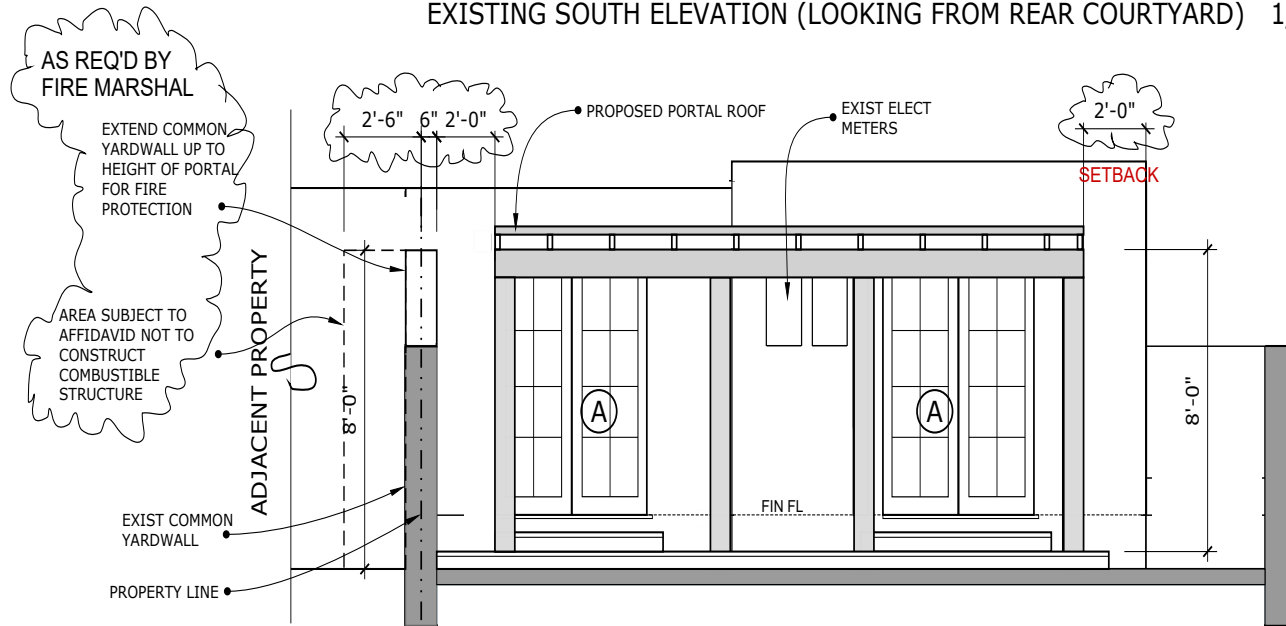 EXISTING SOUTH ELEVATION (LOOKING FROM REAR COURTYARD)
AS REQ'D BY
FIRE MARSHAL
EXTEND COMMON
YARDWALL UP TO
HEIGHT OF PORTAL
FOR FIRE
PROTECTION
2'-6" 6" 2'-0"
PROPOSED PORTAL ROOF
EXIST ELECT
METERS
2'-0"
SETBACK
AREA SUBJECT TO
AFFIDAVID NOT TO
CONSTRUCT
COMBUSTIBLE
STRUCTURE
ADJACENT PROPERTY
8'-0"
A
A
8'-0"
FIN FL
EXIST COMMON
YARDWALL
PROPERTY LINE